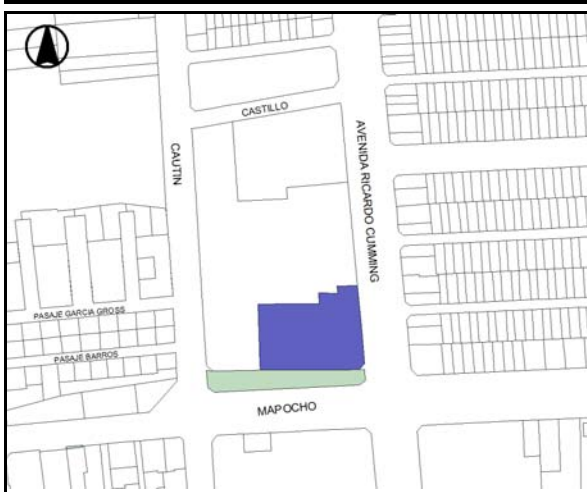 CASTILLO
CAUTIN
AVENIDA RICARDO CUMMING
PASAJE GARCIA GROSS
PASAJE BARROS
MAPOCHO